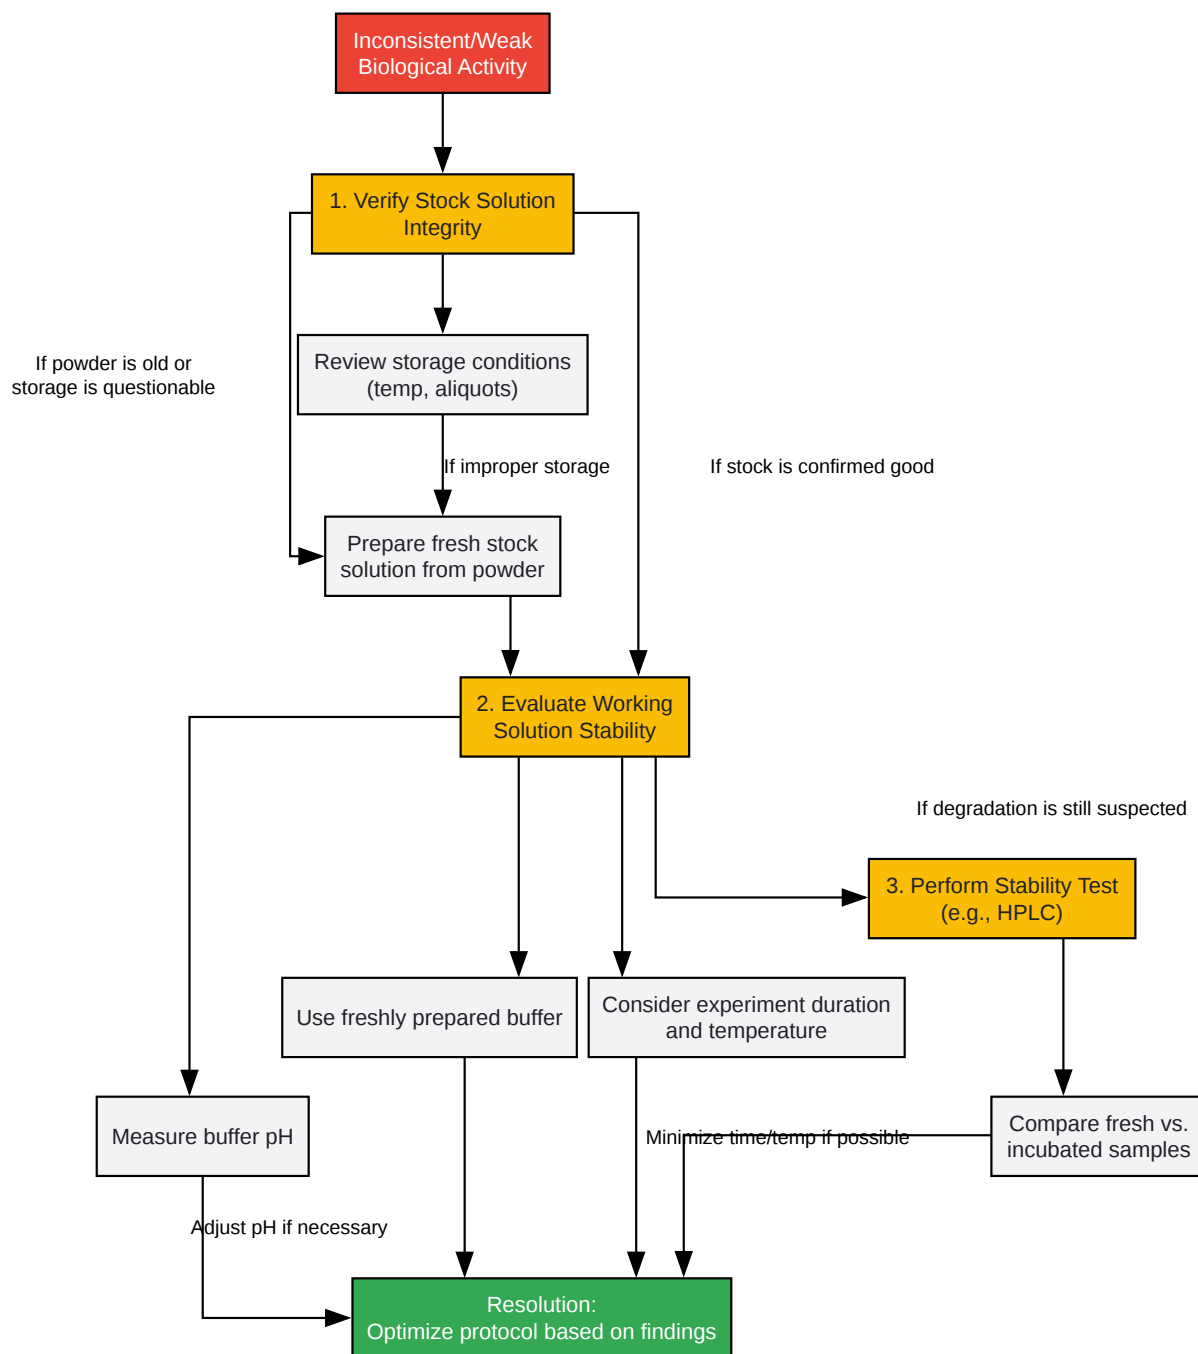 Inconsistent/Weak
Biological Activity
1. Verify Stock Solution
Integrity
If powder is old or
storage is questionable
Review storage conditions
(temp, aliquots)
If improper storage
If stock is confirmed good
Prepare fresh stock
solution from powder
2. Evaluate Working
Solution Stability
If degradation is still suspected
3. Perform Stability Test
(e.g., HPLC)
Use freshly prepared buffer
Consider experiment duration
and temperature
Measure buffer pH
Minimize time/temp if possible
Compare fresh vs.
incubated samples
Adjust pH if necessary
Resolution:
Optimize protocol based on findings